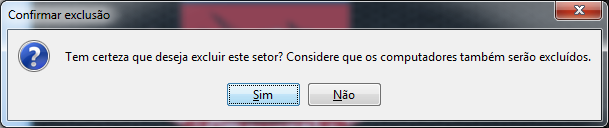 Confirmar exclusão
Tem certeza que deseja excluir este setor? Considere que os computadores também serão excluídos.
Sim
Não